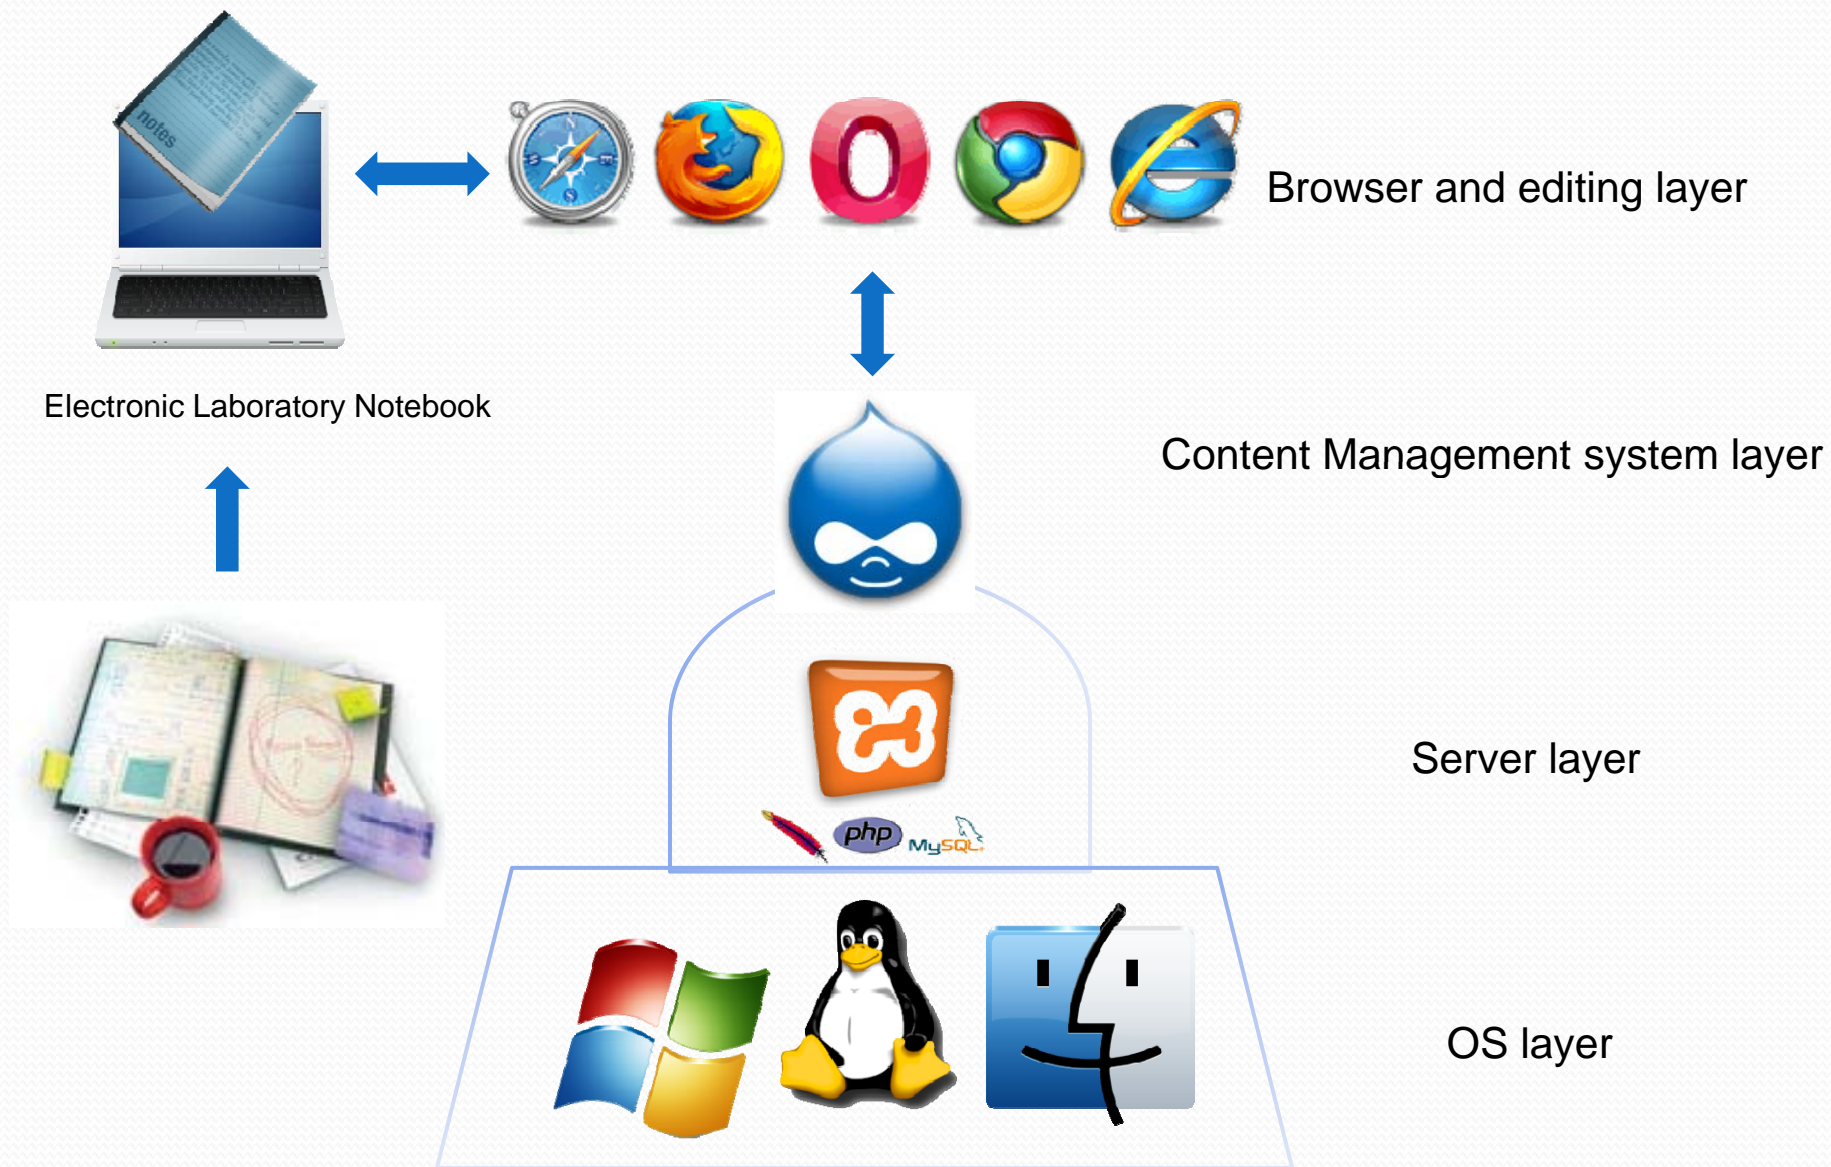 notes
Browser and editing layer
Electronic Laboratory Notebook
Content Management system layer
Server layer
php
MySQL
OS layer